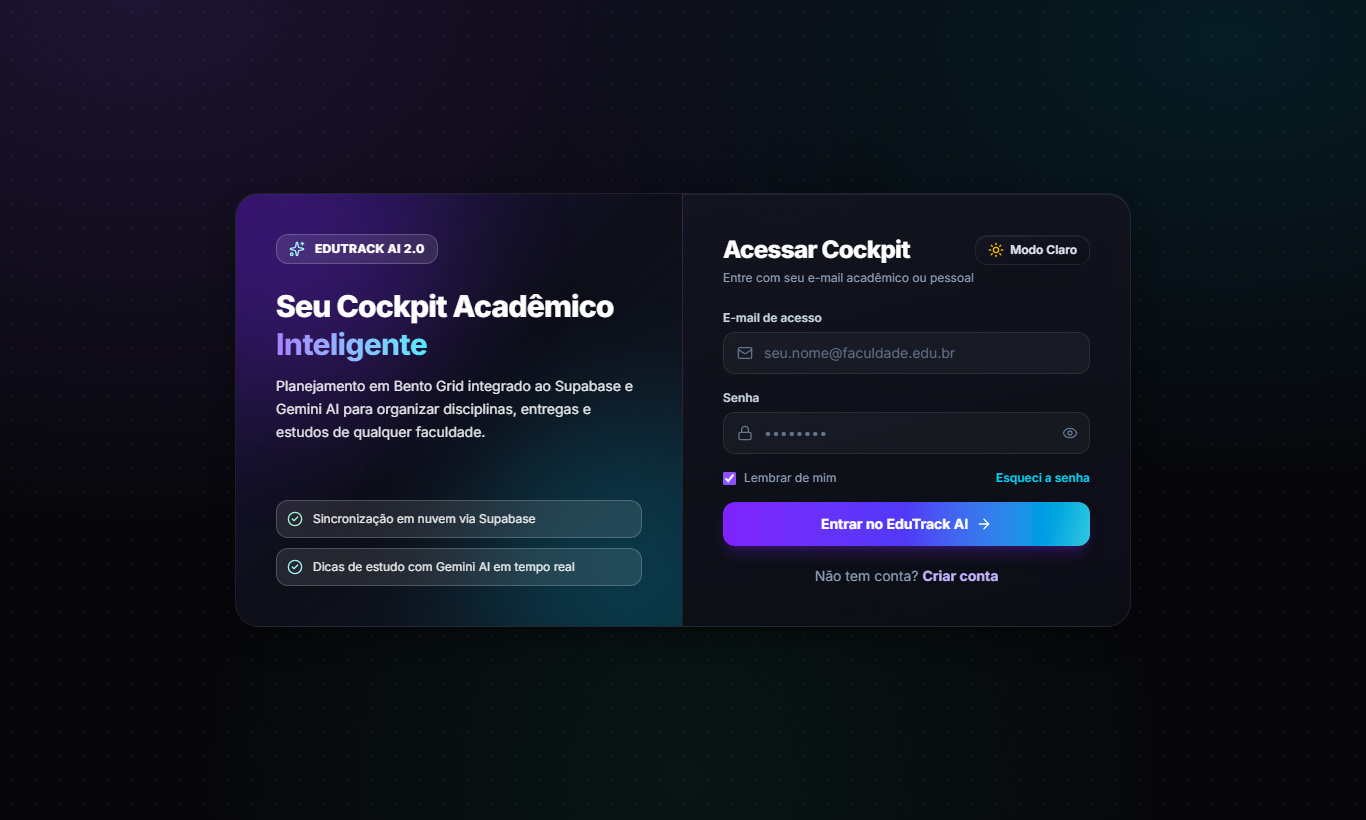 EDUTRACK AI 2.0
Seu Cockpit Acadêmico
Inteligente
Planejamento em Bento Grid integrado ao Supabase e
Gemini AI para organizar disciplinas, entregas e
estudos de qualquer faculdade.
Sincronização em nuvem via Supabase
Dicas de estudo com Gemini AI em tempo real
Acessar Cockpit
Modo Claro
Entre com seu e-mail acadêmico ou pessoal
E-mail de acesso
seu.nome@faculdade.edu.br
Senha
••••••••
Lembrar de mim
Esqueci a senha
Entrar no EduTrack AI →
Não tem conta? Criar conta